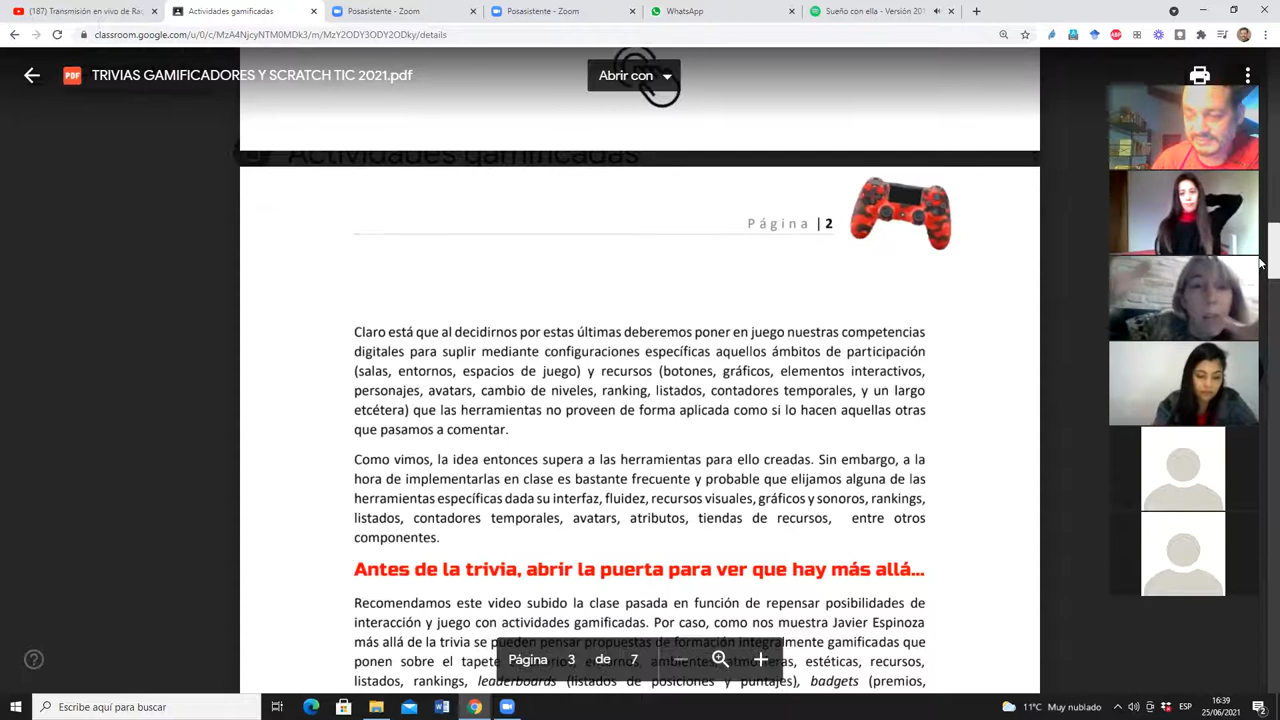 (187) Transmisión en vivo de Ra
Actividades gamificadas
Posasistente - Zoom
Posasistente - Zoom
WhatsApp
Sueño con ella - Versión 201
classroom.google.com/u/0/c/MzA4NjcyNTM0MDk3/m/MzY2ODY3ODY2ODky/details
PDF
TRIVIAS GAMIFICADORES Y SCRATCH TIC 2021.pdf
Abrir con
Actividades gamificadas
Página | 2
Claro está que al decidirnos por estas últimas deberemos poner en juego nuestras competencias
digitales para suplir mediante configuraciones específicas aquellos ámbitos de participación
(salas, entornos, espacios de juego) y recursos (botones, gráficos, elementos interactivos,
personajes, avatars, cambio de niveles, ranking, listados, contadores temporales, y un largo
etcétera) que las herramientas no proveen de forma aplicada como si lo hacen aquellas otras
que pasamos a comentar.
Como vimos, la idea entonces supera a las herramientas para ello creadas. Sin embargo, a la
hora de implementarlas en clase es bastante frecuente y probable que elijamos alguna de las
herramientas específicas dada su interfaz, fluidez, recursos visuales, gráficos y sonoros, rankings,
listados, contadores temporales, avatars, atributos, tiendas de recursos, entre otros
componentes.
Antes de la trivia, abrir la puerta para ver que hay más allá...
Recomendamos este video subido la clase pasada en función de repensar posibilidades de
interacción y juego con actividades gamificadas. Por caso, como nos muestra Javier Espinoza
más allá de la trivia se pueden pensar propuestas de formación integralmente gamificadas que
ponen sobre el tapete entornos, ambientes, atmósferas, estéticas, recursos,
listados, rankings, leaderboards (listados de posiciones y puntajes), badgets (premios,
Página 3 de 7
Escribe aquí para buscar
11°C Muy nublado
ESP
16:39
25/06/2021
2